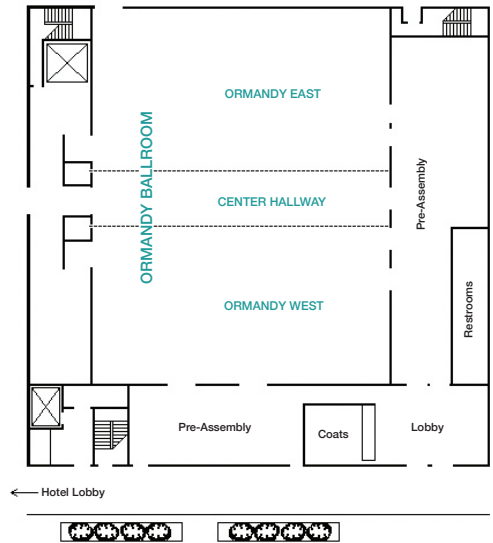 ORMANDY EAST
ORMANDY BALLROOM
Pre-Assembly
CENTER HALLWAY
ORMANDY WEST
Restrooms
Pre-Assembly
Coats
Lobby
Hotel Lobby